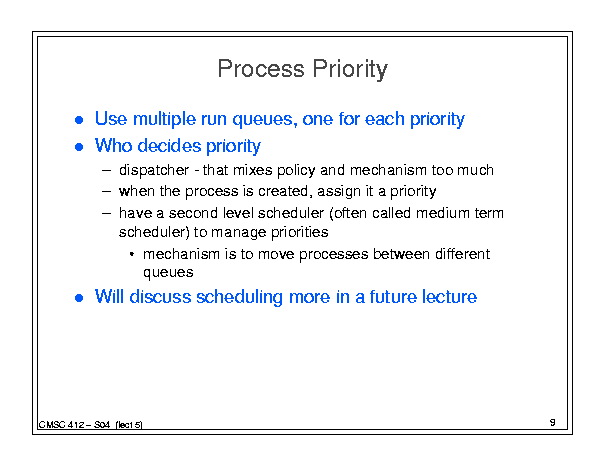 Process Priority
● Use multiple run queues, one for each priority
● Who decides priority
– dispatcher - that mixes policy and mechanism too much
– when the process is created, assign it a priority
– have a second level scheduler (often called medium term
scheduler) to manage priorities
• mechanism is to move processes between different
queues
● Will discuss scheduling more in a future lecture
CMSC 412 – S04 (lect 5)
9